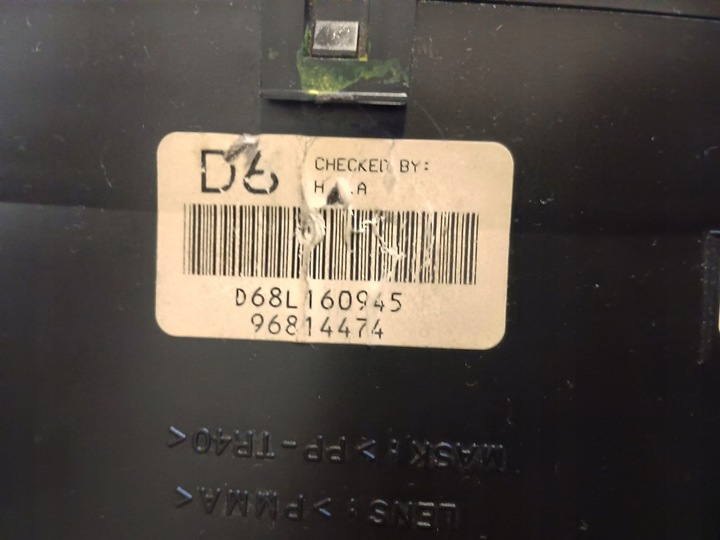 D6
CHECKED BY:
D68L160945
96814474
MASK: >PP-TR40<
LENS: >PMMA<